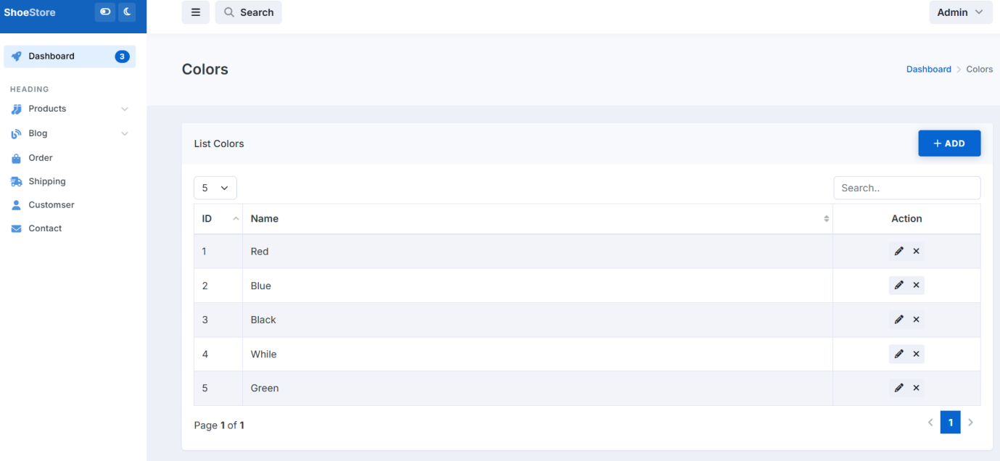 ShoeStore
Search
Admin
Dashboard 3
HEADING
Products
Blog
Order
Shipping
Customser
Contact
Colors
Dashboard Colors
List Colors
+ ADD
5
Search..
ID Name Action
1 Red
2 Blue
3 Black
4 While
5 Green
Page 1 of 1
1